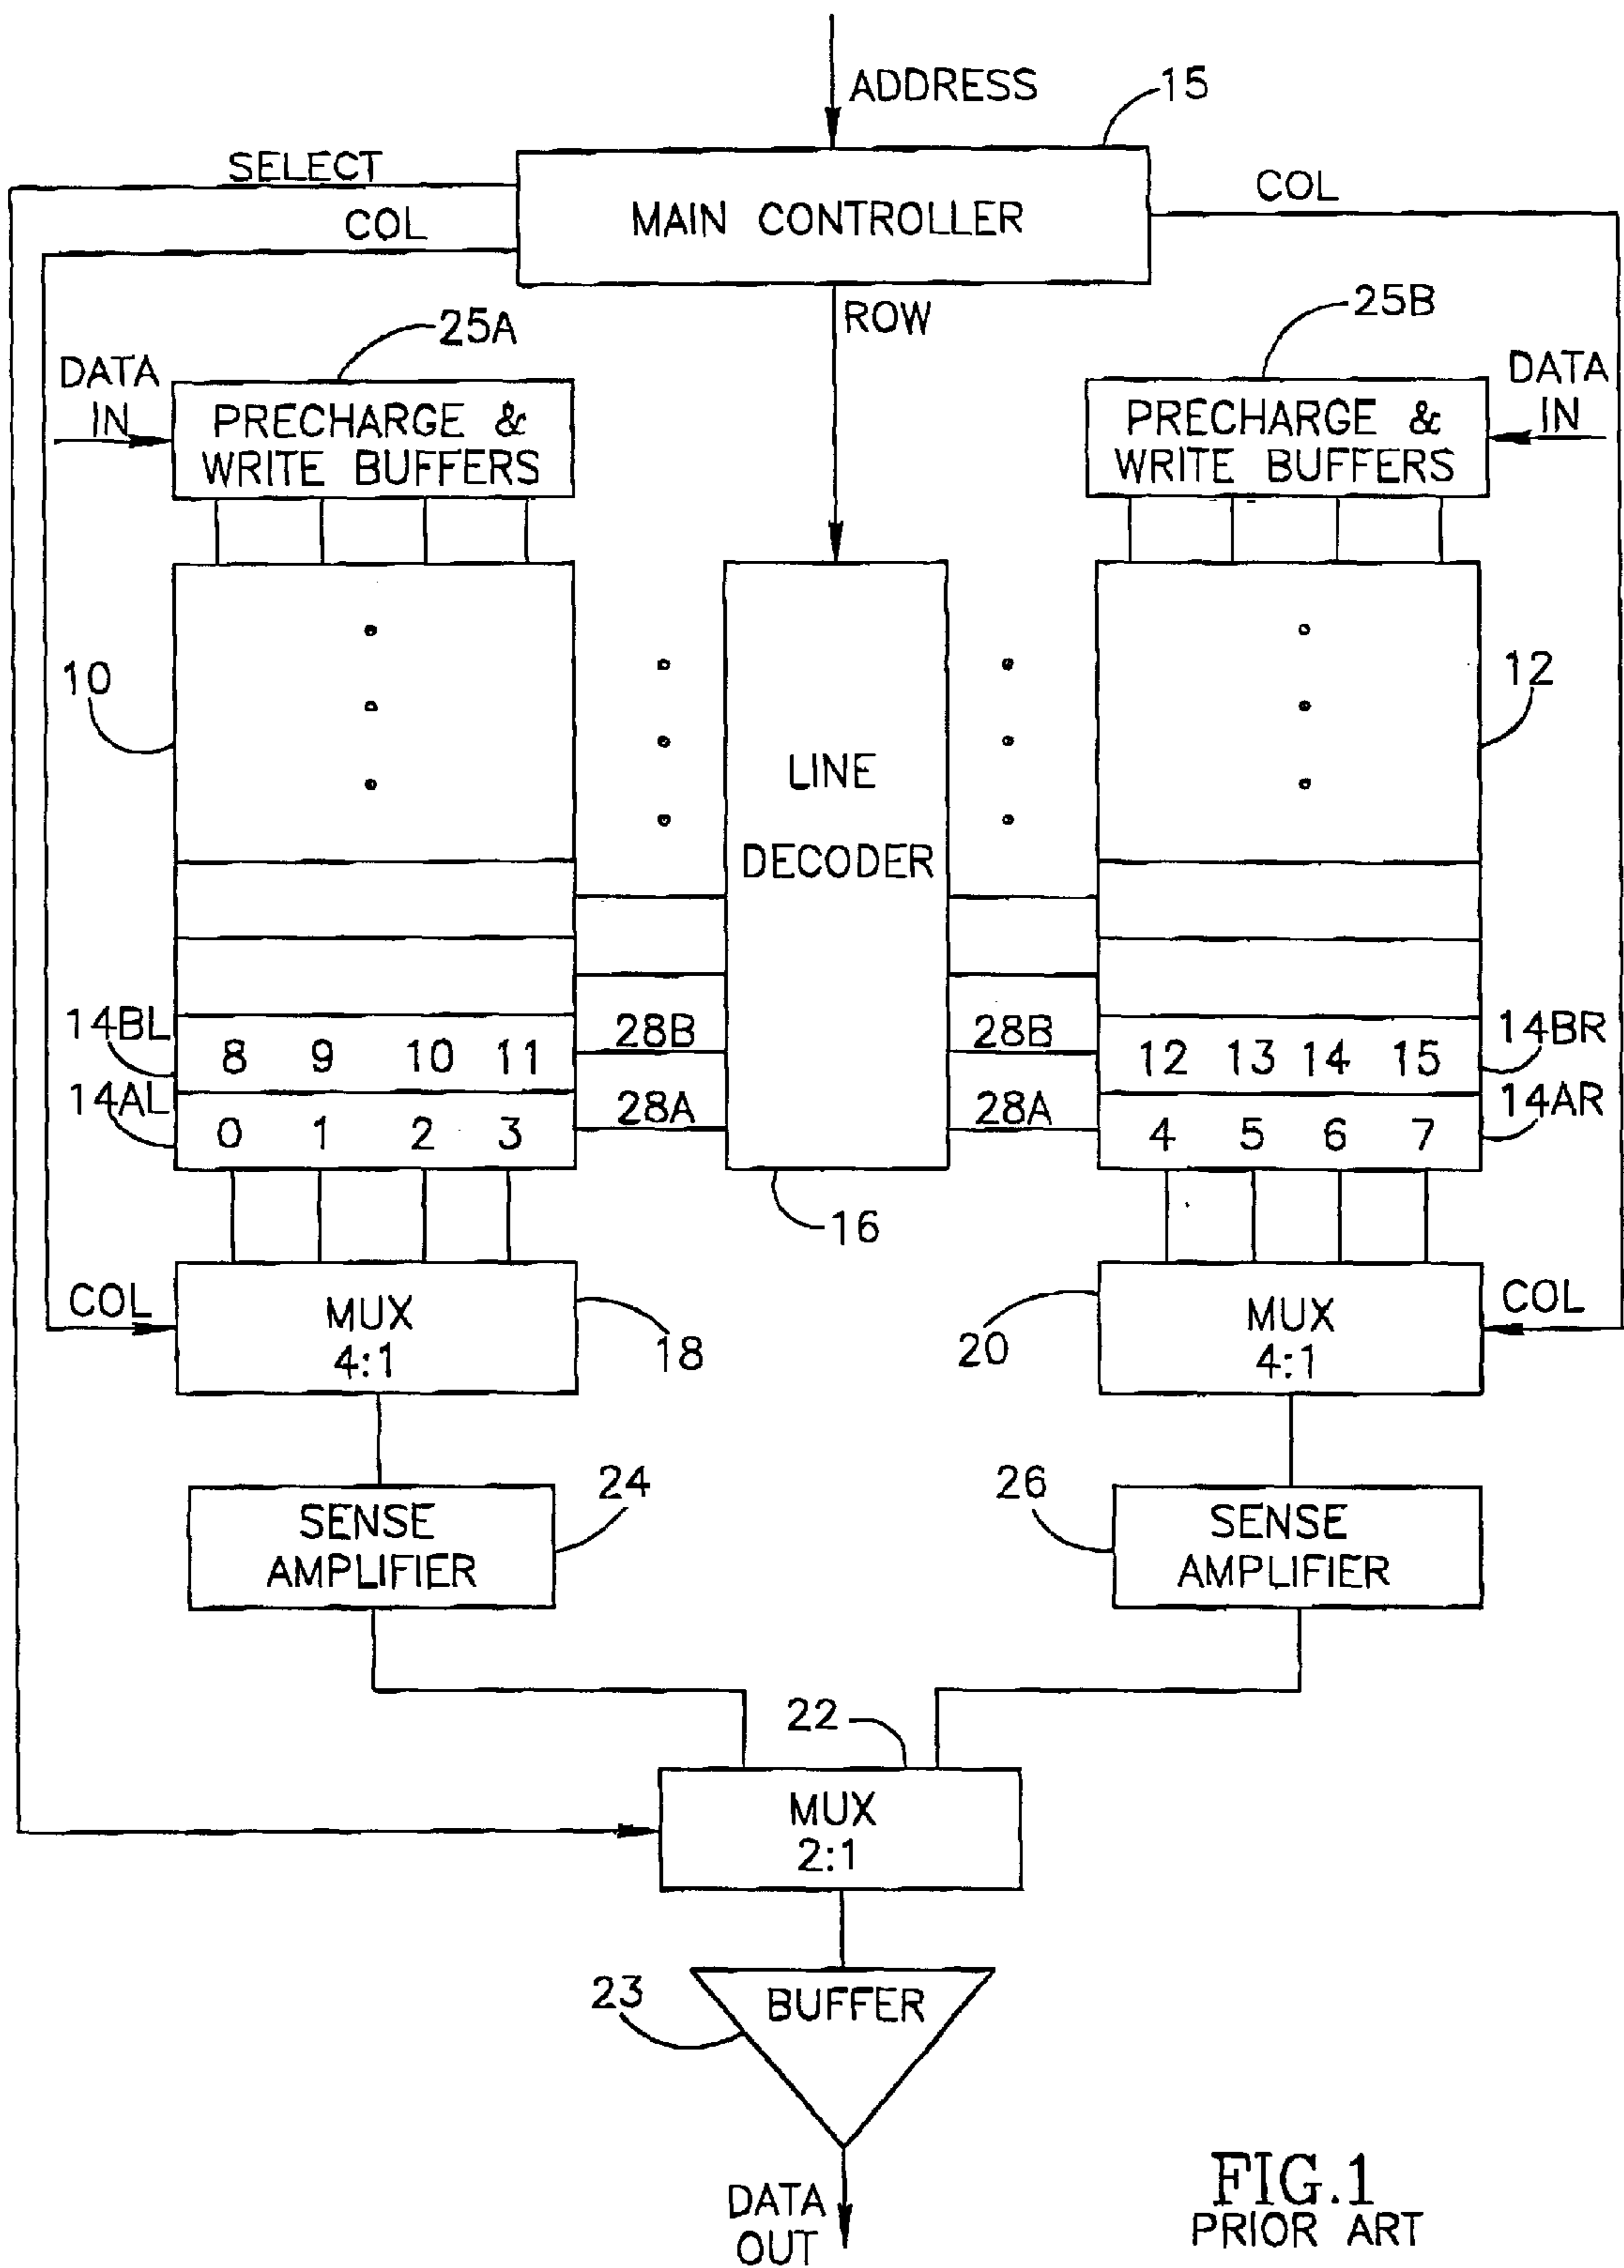 ADDRESS
15
SELECT
COL
MAIN CONTROLLER
COL
ROW
25A
25B
DATA
IN
PRECHARGE &
WRITE BUFFERS
PRECHARGE &
WRITE BUFFERS
DATA
IN
10
12
LINE
DECODER
14BL
8 9 10 11
28B
28B
12 13 14 15
14BR
14AL
0 1 2 3
28A
28A
4 5 6 7
14AR
16
COL
MUX
4:1
18
20
MUX
4:1
COL
24
26
SENSE
AMPLIFIER
SENSE
AMPLIFIER
22
MUX
2:1
23
BUFFER
DATA
OUT
FIG.1
PRIOR ART